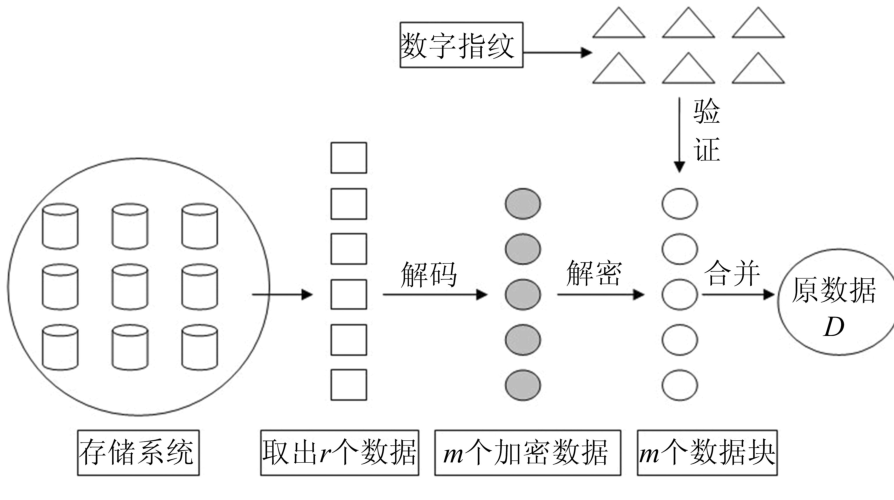 数字指纹
验
证
解码
解密
合并
原数据
D
存储系统
取出r个数据
m个加密数据
m个数据块